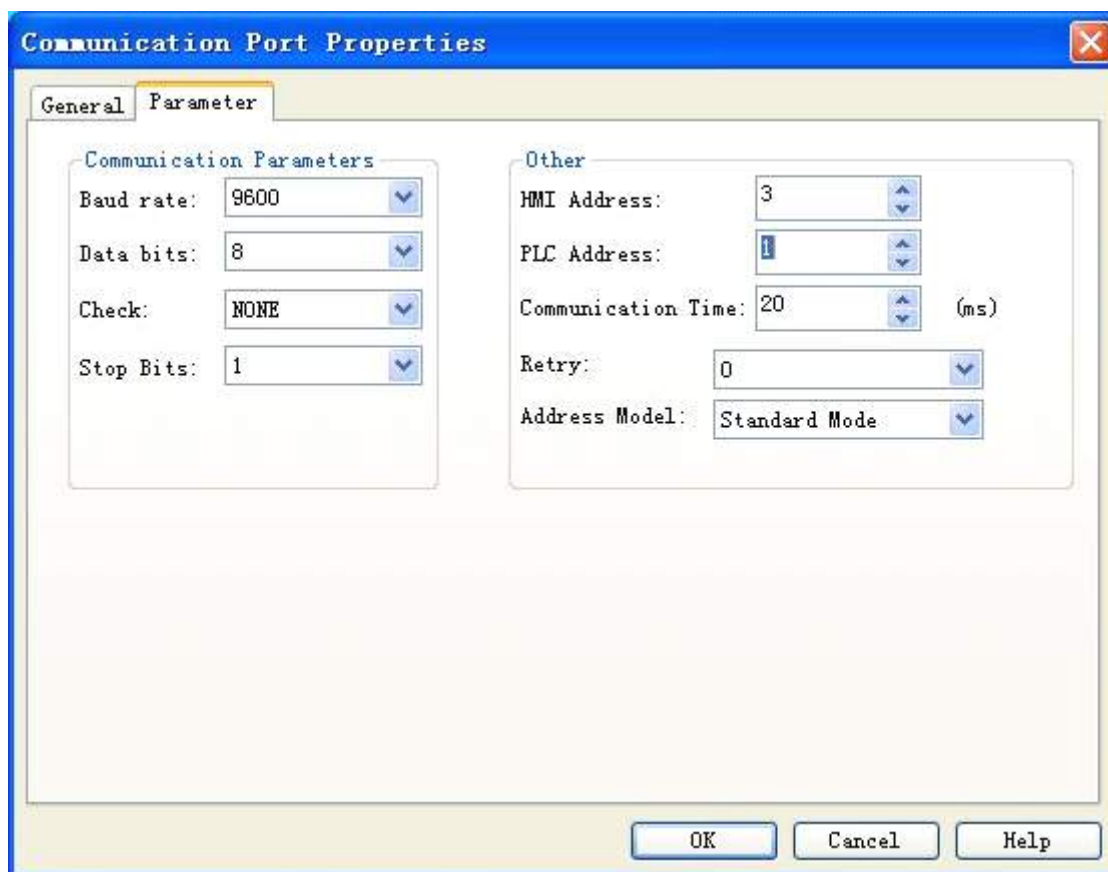 Communication Port Properties
General Parameter
Communication Parameters
Baud rate: 9600
Data bits: 8
Check: NONE
Stop Bits: 1
Other
HMI Address: 3
PLC Address: 1
Communication Time: 20 (ms)
Retry: 0
Address Model: Standard Mode
OK Cancel Help